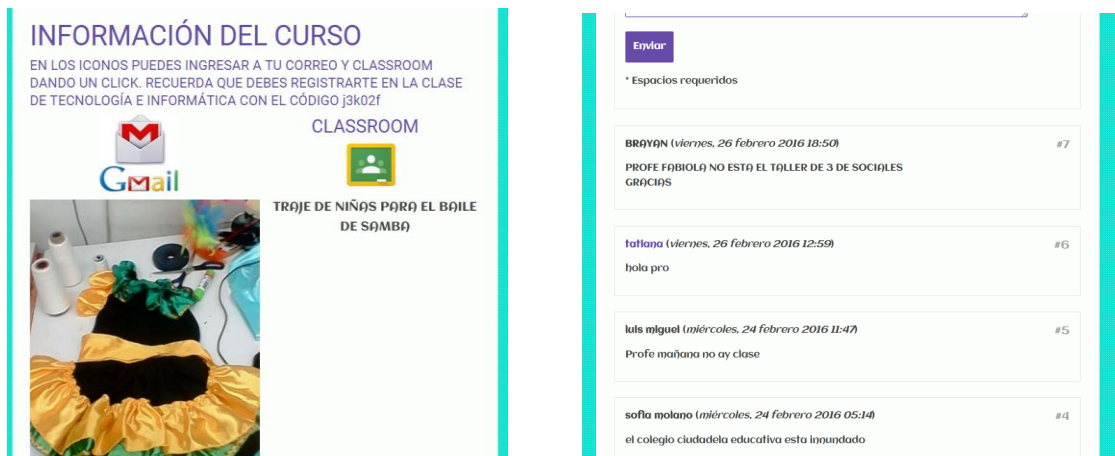 INFORMACIÓN DEL CURSO
EN LOS ICONOS PUEDES INGRESAR A TU CORREO Y CLASSROOM
DANDO UN CLICK. RECUERDA QUE DEBES REGISTRARTE EN LA CLASE
DE TECNOLOGÍA E INFORMÁTICA CON EL CÓDIGO j3k02f
Gmail
CLASSROOM
TRAJE DE NIÑAS PARA EL BAILE
DE SAMBA
Enviar
* Espacios requeridos
BRAYAN (viernes, 26 febrero 2016 18:50)
#7
PROFE FABIOLA NO ESTA EL TALLER DE 3 DE SOCIALES
GRACIAS
tatiana (viernes, 26 febrero 2016 12:59)
#6
hola pro
luis miguel (miércoles, 24 febrero 2016 11:47)
#5
Profe mañana no ay clase
sofia molano (miércoles, 24 febrero 2016 05:14)
#4
el colegio ciudadela educativa esta innundado